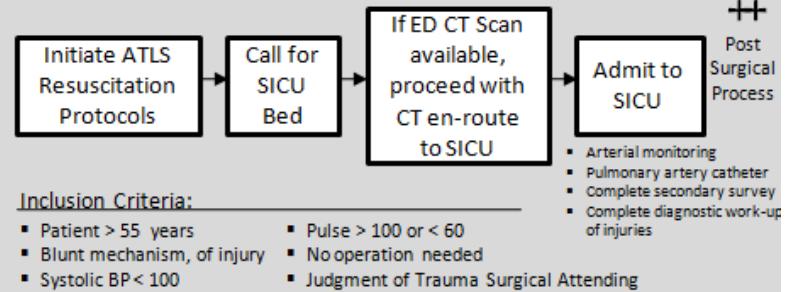 Initiate ATLS
Resuscitation
Protocols
Call for
SICU
Bed
If ED CT Scan
available,
proceed with
CT en-route
to SICU
Admit to
SICU
Post
Surgical
Process
▪ Arterial monitoring
▪ Pulmonary artery catheter
▪ Complete secondary survey
▪ Complete diagnostic work-up
of injuries
Inclusion Criteria:
▪ Patient > 55 years
▪ Blunt mechanism, of injury
▪ Systolic BP < 100
▪ Pulse > 100 or < 60
▪ No operation needed
▪ Judgment of Trauma Surgical Attending